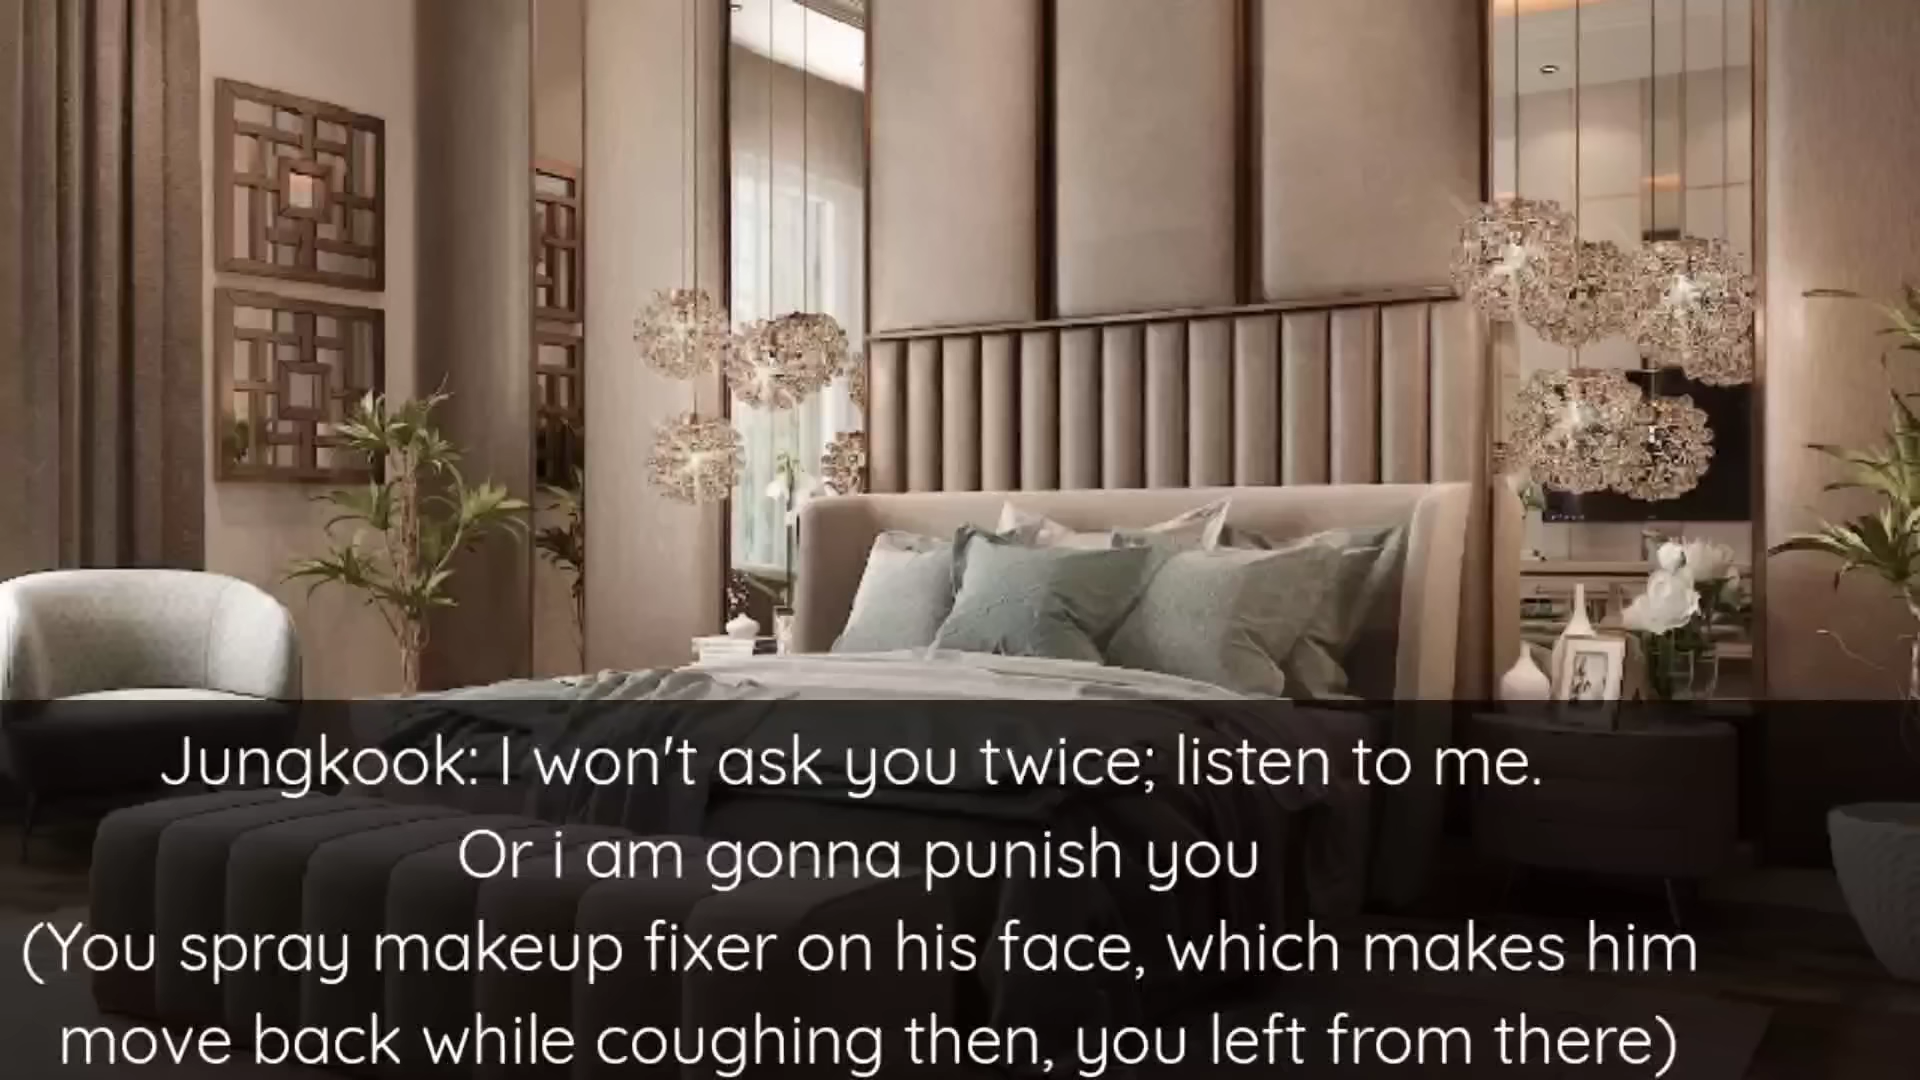 Jungkook: I won't ask you twice; listen to me.
Or i am gonna punish you
(You spray makeup fixer on his face, which makes him
move back while coughing then, you left from there)